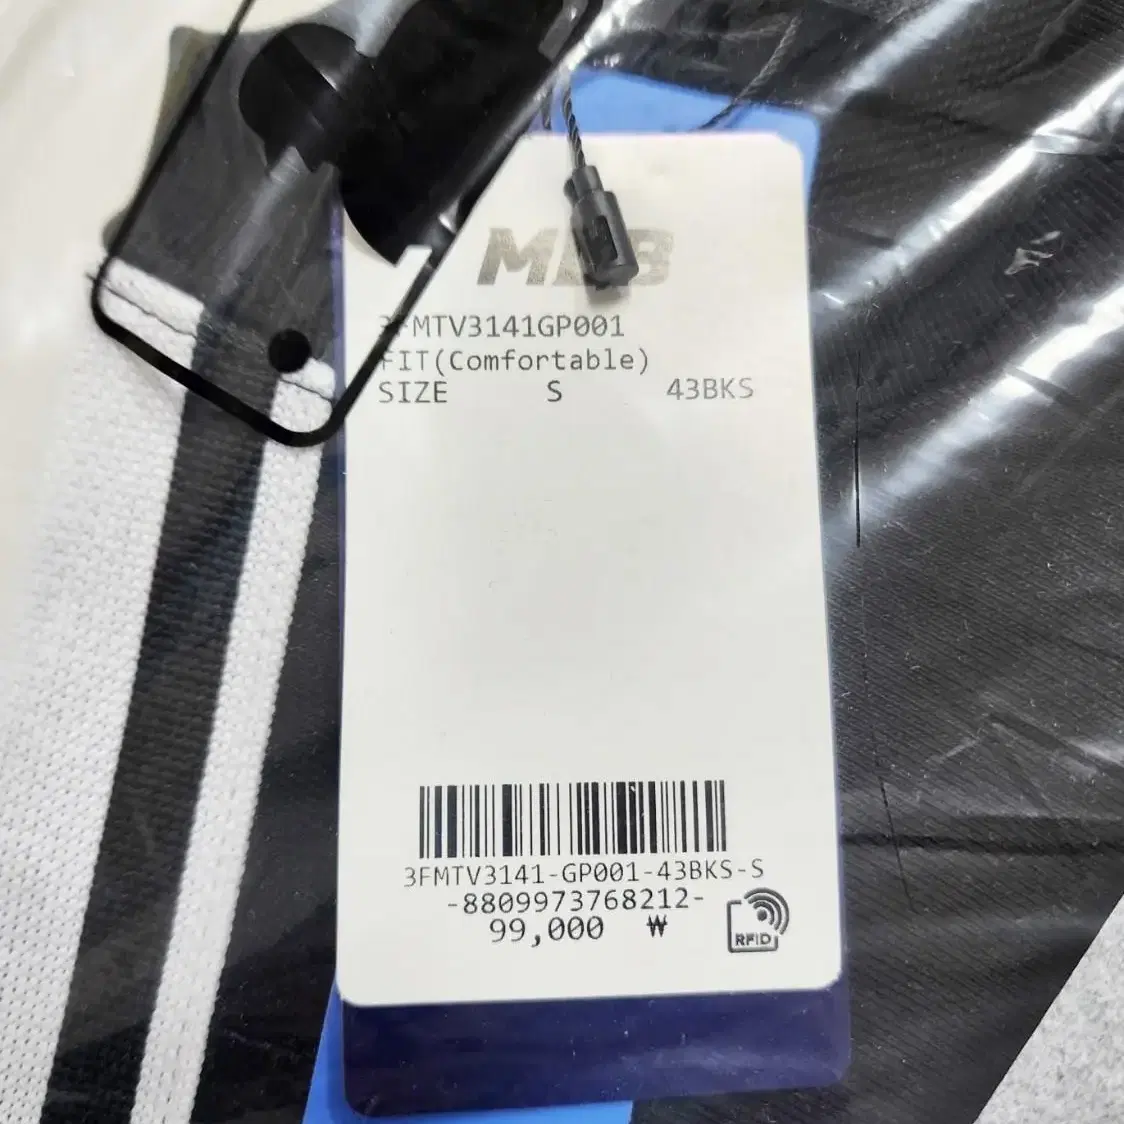 MLB
3FMTV3141GP001
FIT(Comfortable)
SIZE S 43BKS
3FMTV3141-GP001-43BKS-S
-8809973768212-
99,000 ₩
RFID